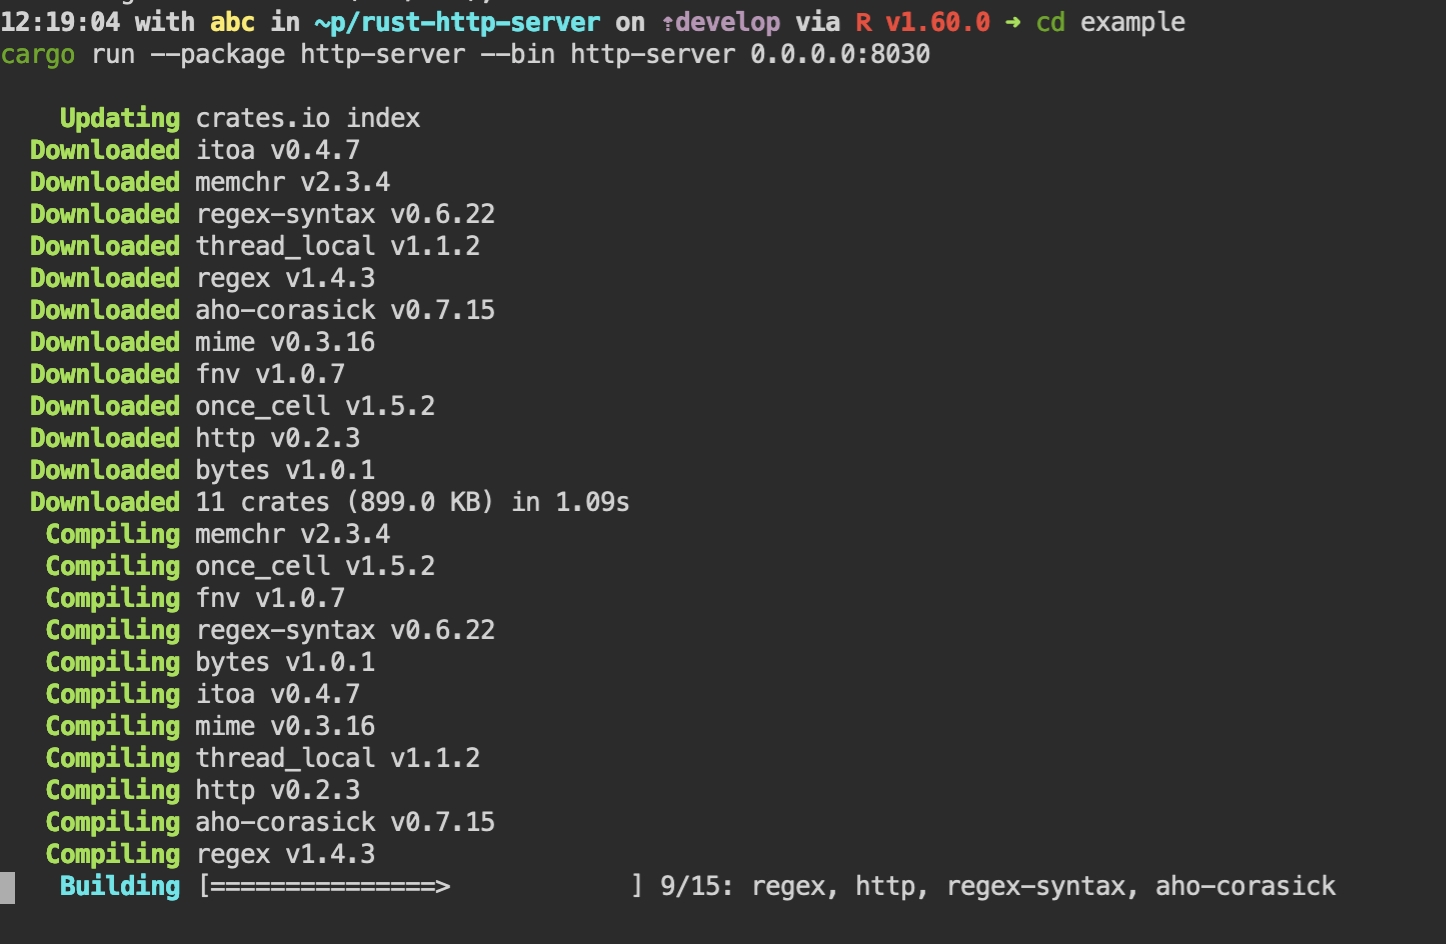 12:19:04 with abc in ~p/rust-http-server on ⇡develop via R v1.60.0 ➜ cd example
cargo run --package http-server --bin http-server 0.0.0.0:8030
Updating crates.io index
Downloaded itoa v0.4.7
Downloaded memchr v2.3.4
Downloaded regex-syntax v0.6.22
Downloaded thread_local v1.1.2
Downloaded regex v1.4.3
Downloaded aho-corasick v0.7.15
Downloaded mime v0.3.16
Downloaded fnv v1.0.7
Downloaded once_cell v1.5.2
Downloaded http v0.2.3
Downloaded bytes v1.0.1
Downloaded 11 crates (899.0 KB) in 1.09s
Compiling memchr v2.3.4
Compiling once_cell v1.5.2
Compiling fnv v1.0.7
Compiling regex-syntax v0.6.22
Compiling bytes v1.0.1
Compiling itoa v0.4.7
Compiling mime v0.3.16
Compiling thread_local v1.1.2
Compiling http v0.2.3
Compiling aho-corasick v0.7.15
Compiling regex v1.4.3
Building [===============>            ] 9/15: regex, http, regex-syntax, aho-corasick